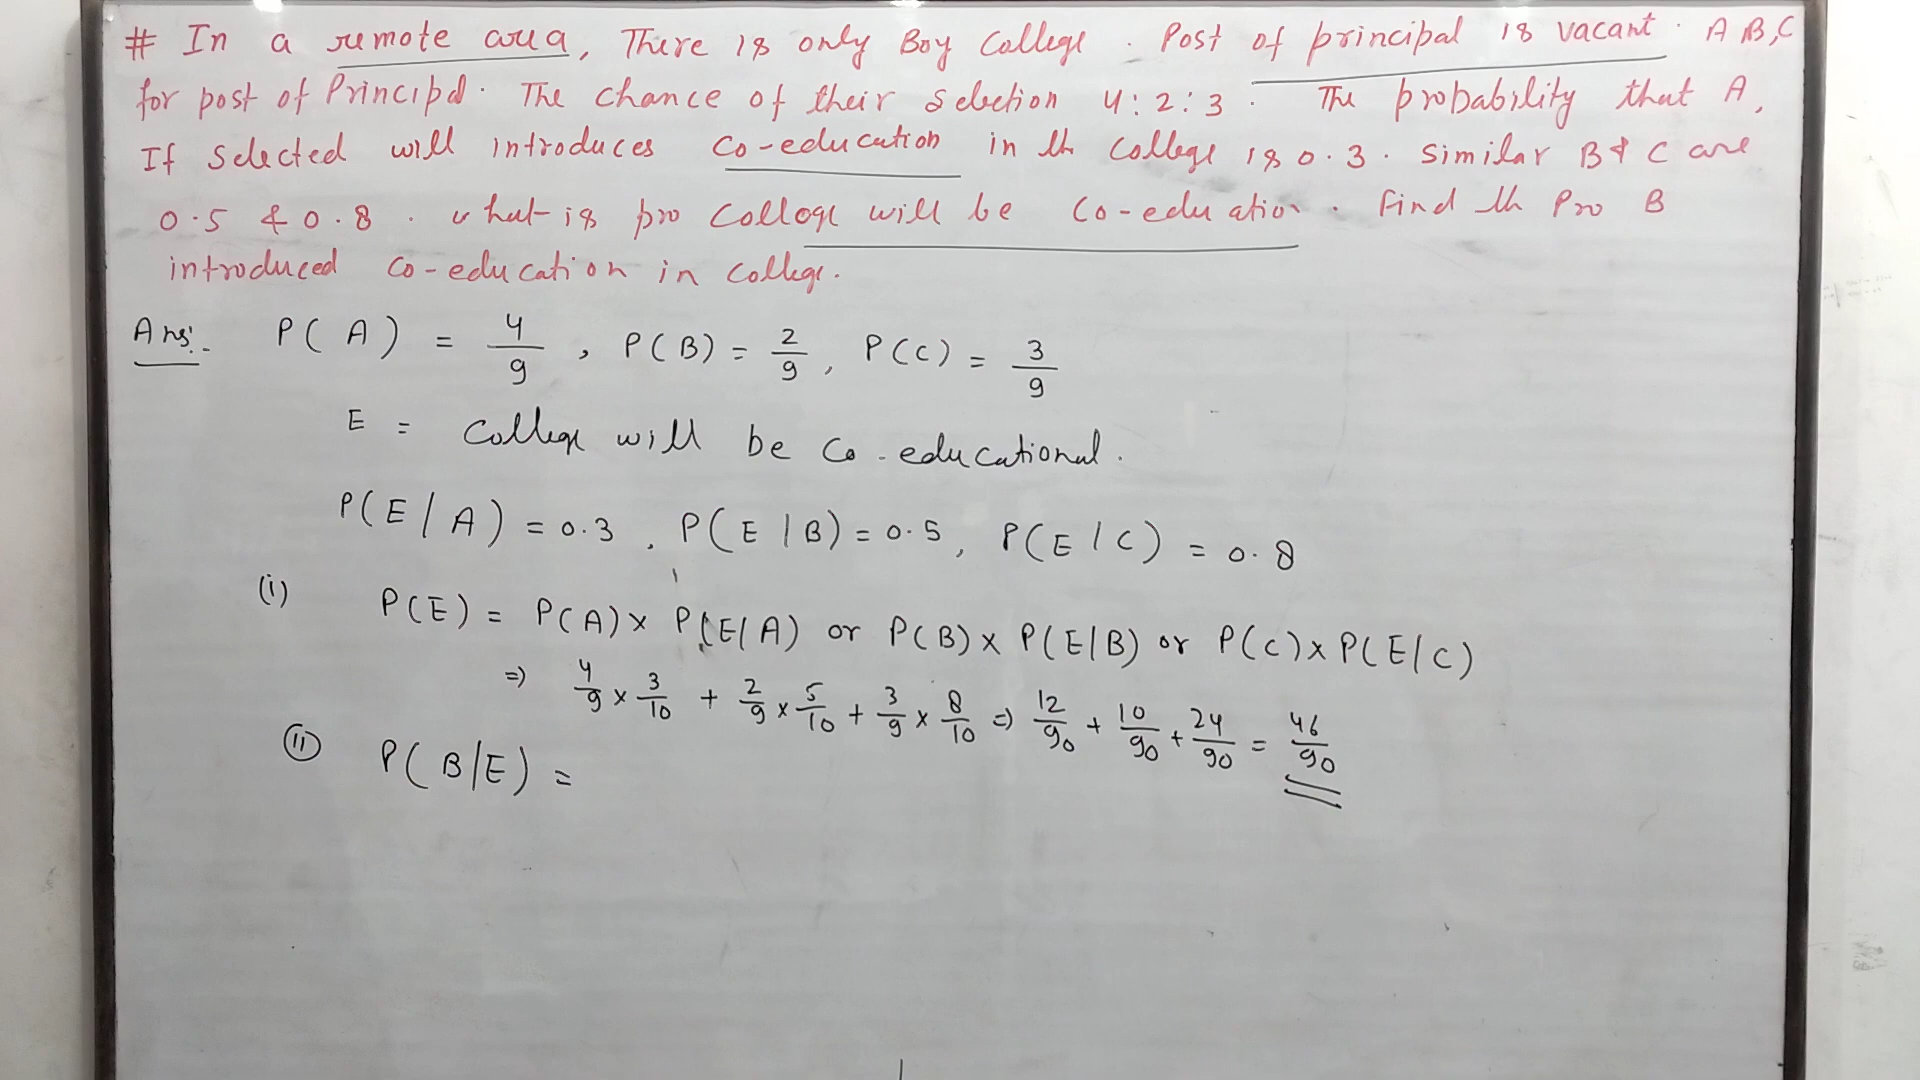 # In a remote area, There is only Boy College. Post of principal is vacant. A B,C
for post of Principal. The chance of their selection 4:2:3. The probability that A,
If selected will introduces co-education in th college is 0.3. Similar B & C are
0.5 & 0.8. what is pro College will be Co-education. Find th Pro B
introduced co-education in college.
Ans:- P(A) = 4/9, P(B) = 2/9, P(C) = 3/9
E = College will be Co-educational.
P(E/A) = 0.3, P(E/B) = 0.5, P(E/C) = 0.8
(i) P(E) = P(A)x P(E/A) or P(B)x P(E/B) or P(C)x P(E/C)
=) 4/9 x 3/10 + 2/9 x 5/10 + 3/9 x 8/10 =) 12/90 + 10/90 + 24/90 = 46/90
(ii) P(B/E) =